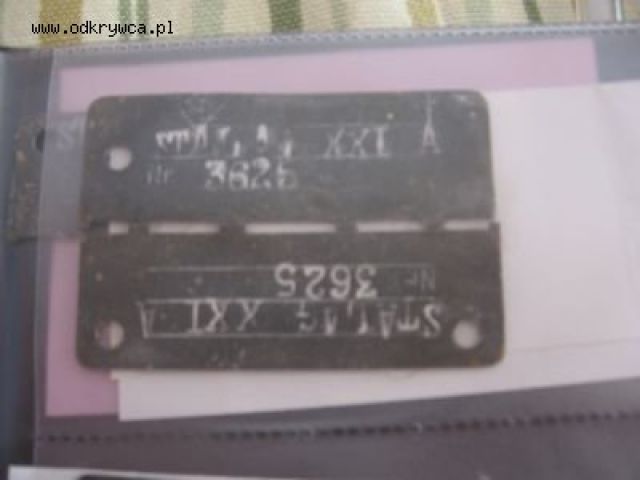 www.odkrywca.pl
STALAG XXI A
Nr 3625
Nr 3625
STALAG XXI A